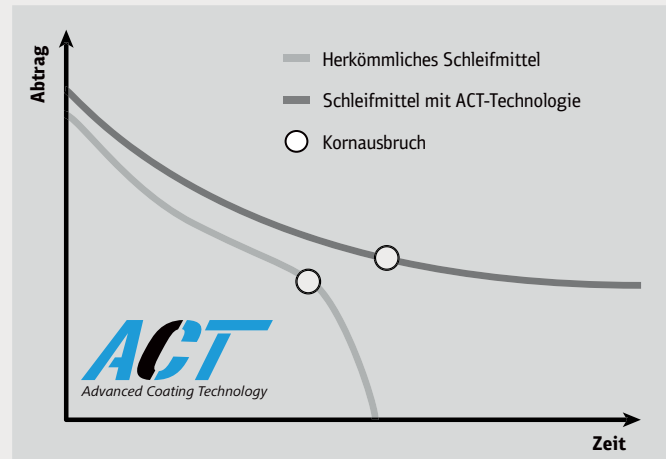 Abtrag
Herkömmliches Schleifmittel
Schleifmittel mit ACT-Technologie
Kornausbruch
ACT
Advanced Coating Technology
Zeit